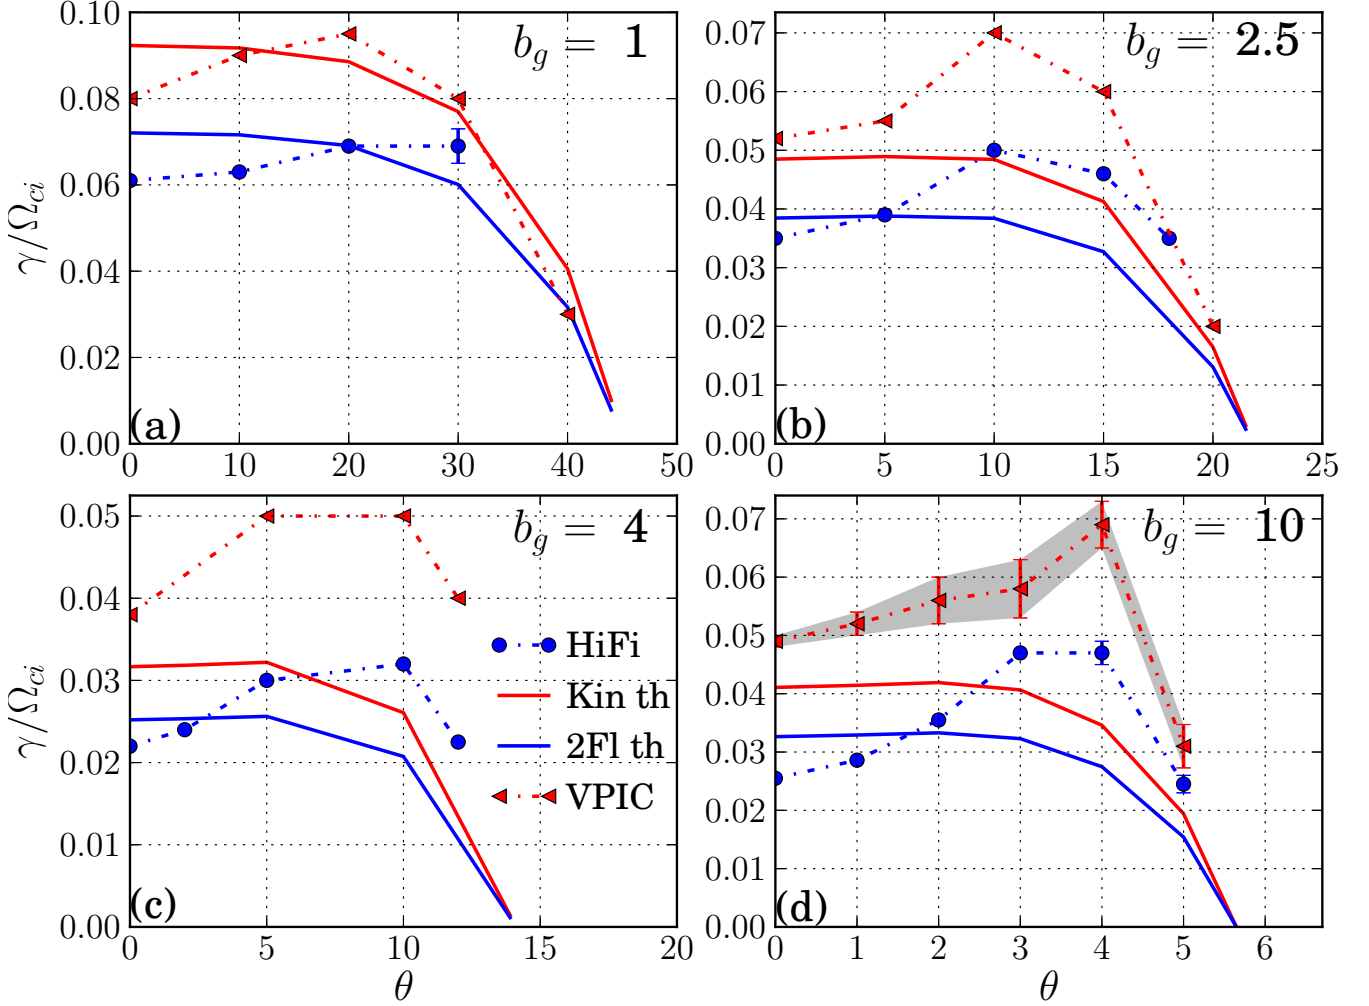 b_g = 1
γ/Ω_ci
0.10
0.08
0.06
0.04
0.02
0.00
(a)
0 10 20 30 40 50
b_g = 2.5
0.07
0.06
0.05
0.04
0.03
0.02
0.01
0.00
(b)
0 5 10 15 20 25
b_g = 4
γ/Ω_ci
0.05
0.04
0.03
0.02
0.01
0.00
HiFi
Kin th
2Fl th
VPIC
(c)
0 5 10 15 20
θ
b_g = 10
0.07
0.06
0.05
0.04
0.03
0.02
0.01
0.00
(d)
0 1 2 3 4 5 6
θ